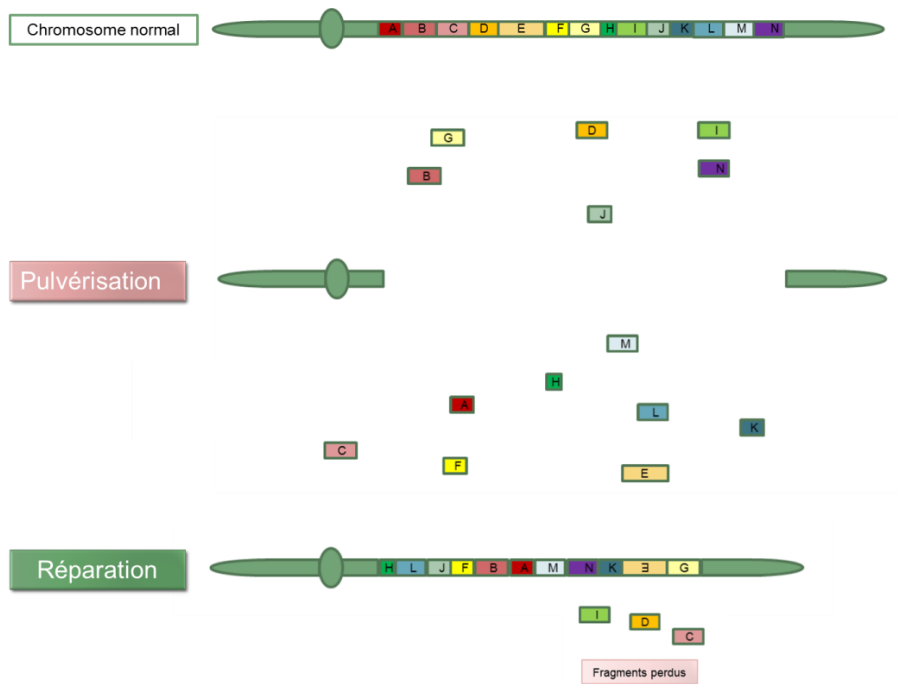 Chromosome normal
A B C D E F G H I J K L M N
G D I
B N
J
Pulvérisation
M
H
A L
K
C
F E
Réparation
H L J F B A M N K E G
I D C
Fragments perdus